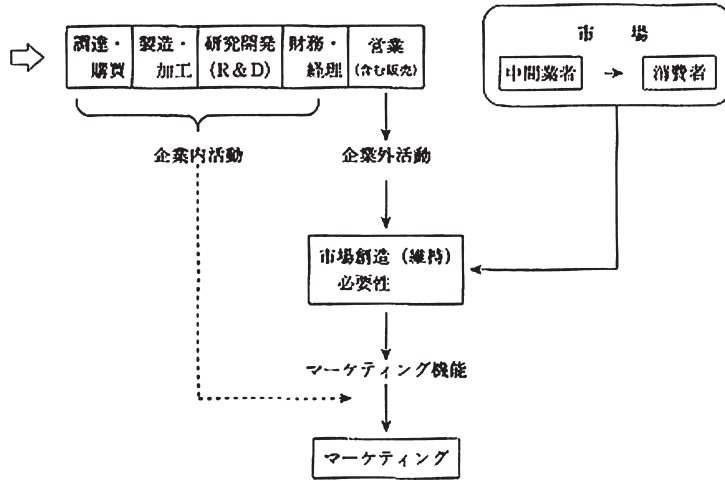 調達・
購買
製造・
加工
研究開発
(R&D)
財務・
経理
営業
(含む販売)
市 場
中間業者
消費者
企業内活動
企業外活動
市場創造(維持)
必要性
マーケティング機能
マーケティング